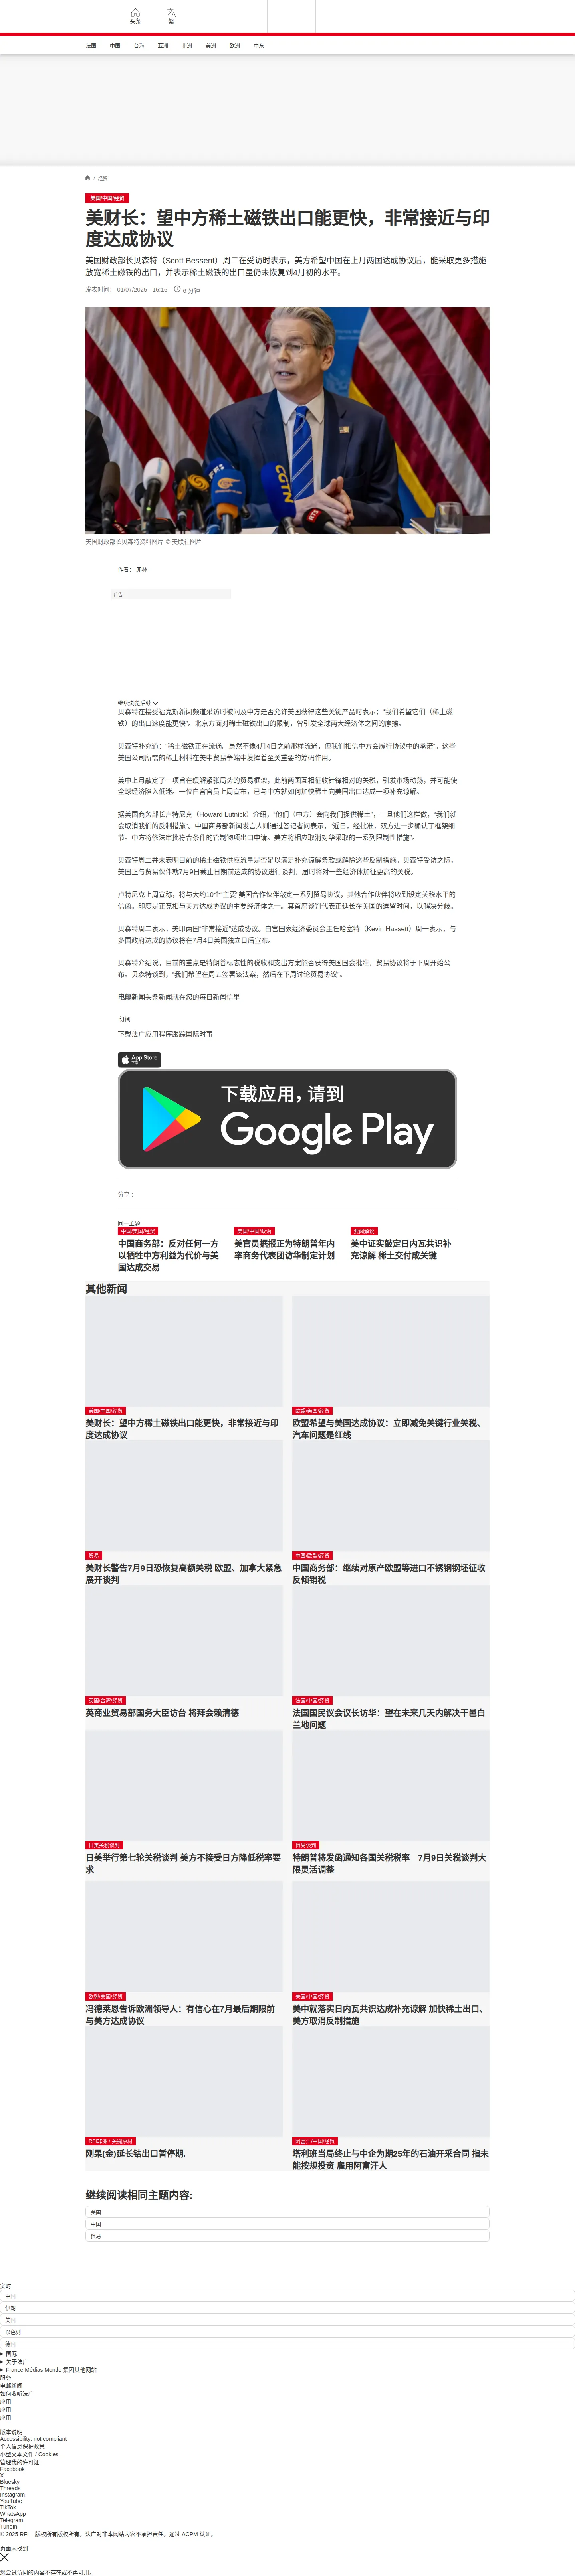 头条
繁
法国
中国
台海
亚洲
非洲
美洲
欧洲
中东
/ 经贸
美国/中国/经贸
美财长：望中方稀土磁铁出口能更快，非常接近与印
度达成协议
美国财政部长贝森特（Scott Bessent）周二在受访时表示，美方希望中国在上月两国达成协议后，能采取更多措施
放宽稀土磁铁的出口，并表示稀土磁铁的出口量仍未恢复到4月初的水平。
发表时间： 01/07/2025 - 16:16
6 分钟
CGTN
RTS
美国财政部长贝森特资料图片 © 美联社图片
作者： 弗林
广告
继续浏览后续
贝森特在接受福克斯新闻频道采访时被问及中方是否允许美国获得这些关键产品时表示：“我们希望它们（稀土磁
铁）的出口速度能更快”。北京方面对稀土磁铁出口的限制，曾引发全球两大经济体之间的摩擦。
贝森特补充道：“稀土磁铁正在流通。虽然不像4月4日之前那样流通，但我们相信中方会履行协议中的承诺”。这些
美国公司所需的稀土材料在美中贸易争端中发挥着至关重要的筹码作用。
美中上月敲定了一项旨在缓解紧张局势的贸易框架，此前两国互相征收针锋相对的关税，引发市场动荡，并可能使
全球经济陷入低迷。一位白宫官员上周宣布，已与中方就如何加快稀土向美国出口达成一项补充谅解。
据美国商务部长卢特尼克（Howard Lutnick）介绍，“他们（中方）会向我们提供稀土”，一旦他们这样做，“我们就
会取消我们的反制措施”。中国商务部新闻发言人则通过答记者问表示，“近日，经批准，双方进一步确认了框架细
节。中方将依法审批符合条件的管制物项出口申请。美方将相应取消对华采取的一系列限制性措施”。
贝森特周二并未表明目前的稀土磁铁供应流量是否足以满足补充谅解条款或解除这些反制措施。贝森特受访之际，
美国正与贸易伙伴就7月9日截止日期前达成的协议进行谈判，届时将对一些经济体加征更高的关税。
卢特尼克上周宣称，将与大约10个“主要”美国合作伙伴敲定一系列贸易协议，其他合作伙伴将收到设定关税水平的
信函。印度是正竞相与美方达成协议的主要经济体之一。其首席谈判代表正延长在美国的逗留时间，以解决分歧。
贝森特周二表示，美印两国“非常接近”达成协议。白宫国家经济委员会主任哈塞特（Kevin Hassett）周一表示，与
多国政府达成的协议将在7月4日美国独立日后宣布。
贝森特介绍说，目前的重点是特朗普标志性的税收和支出方案能否获得美国国会批准，贸易协议将于下周开始公
布。贝森特谈到，“我们希望在周五签署该法案，然后在下周讨论贸易协议”。
电邮新闻头条新闻就在您的每日新闻信里
订阅
下载法广应用程序跟踪国际时事
App Store
下载
下载应用，请到
Google Play
分享 :
同一主题
中国/美国/经贸
中国商务部：反对任何一方
以牺牲中方利益为代价与美
国达成交易
美国/中国/政治
美官员据报正为特朗普年内
率商务代表团访华制定计划
要闻解说
美中证实敲定日内瓦共识补
充谅解 稀土交付成关键
其他新闻
美国/中国/经贸
美财长：望中方稀土磁铁出口能更快，非常接近与印
度达成协议
欧盟/美国/经贸
欧盟希望与美国达成协议：立即减免关键行业关税、
汽车问题是红线
贸易
美财长警告7月9日恐恢复高额关税 欧盟、加拿大紧急
展开谈判
中国/欧盟/经贸
中国商务部：继续对原产欧盟等进口不锈钢钢坯征收
反倾销税
英国/台湾/经贸
英商业贸易部国务大臣访台 将拜会赖清德
法国/中国/经贸
法国国民议会议长访华：望在未来几天内解决干邑白
兰地问题
日美关税谈判
日美举行第七轮关税谈判 美方不接受日方降低税率要
求
贸易谈判
特朗普将发函通知各国关税税率　7月9日关税谈判大
限灵活调整
欧盟/美国/经贸
冯德莱恩告诉欧洲领导人：有信心在7月最后期限前
与美方达成协议
美国/中国/经贸
美中就落实日内瓦共识达成补充谅解 加快稀土出口、
美方取消反制措施
RFI非洲 / 关键原材
刚果(金)延长钴出口暂停期.
阿富汗/中国/经贸
塔利班当局终止与中企为期25年的石油开采合同 指未
能按规投资 雇用阿富汗人
继续阅读相同主题内容:
美国
中国
贸易
实时
中国
伊朗
美国
以色列
德国
国际
关于法广
France Médias Monde 集团其他网站
服务
电邮新闻
如何收听法广
应用
应用
应用
版本说明
Accessibility: not compliant
个人信息保护政策
小型文本文件 / Cookies
管理我的许可证
Facebook
X
Bluesky
Threads
Instagram
YouTube
TikTok
WhatsApp
Telegram
TuneIn
© 2025 RFI – 版权所有版权所有。法广对非本网站内容不承担责任。通过 ACPM 认证。
页面未找到
您尝试访问的内容不存在或不再可用。